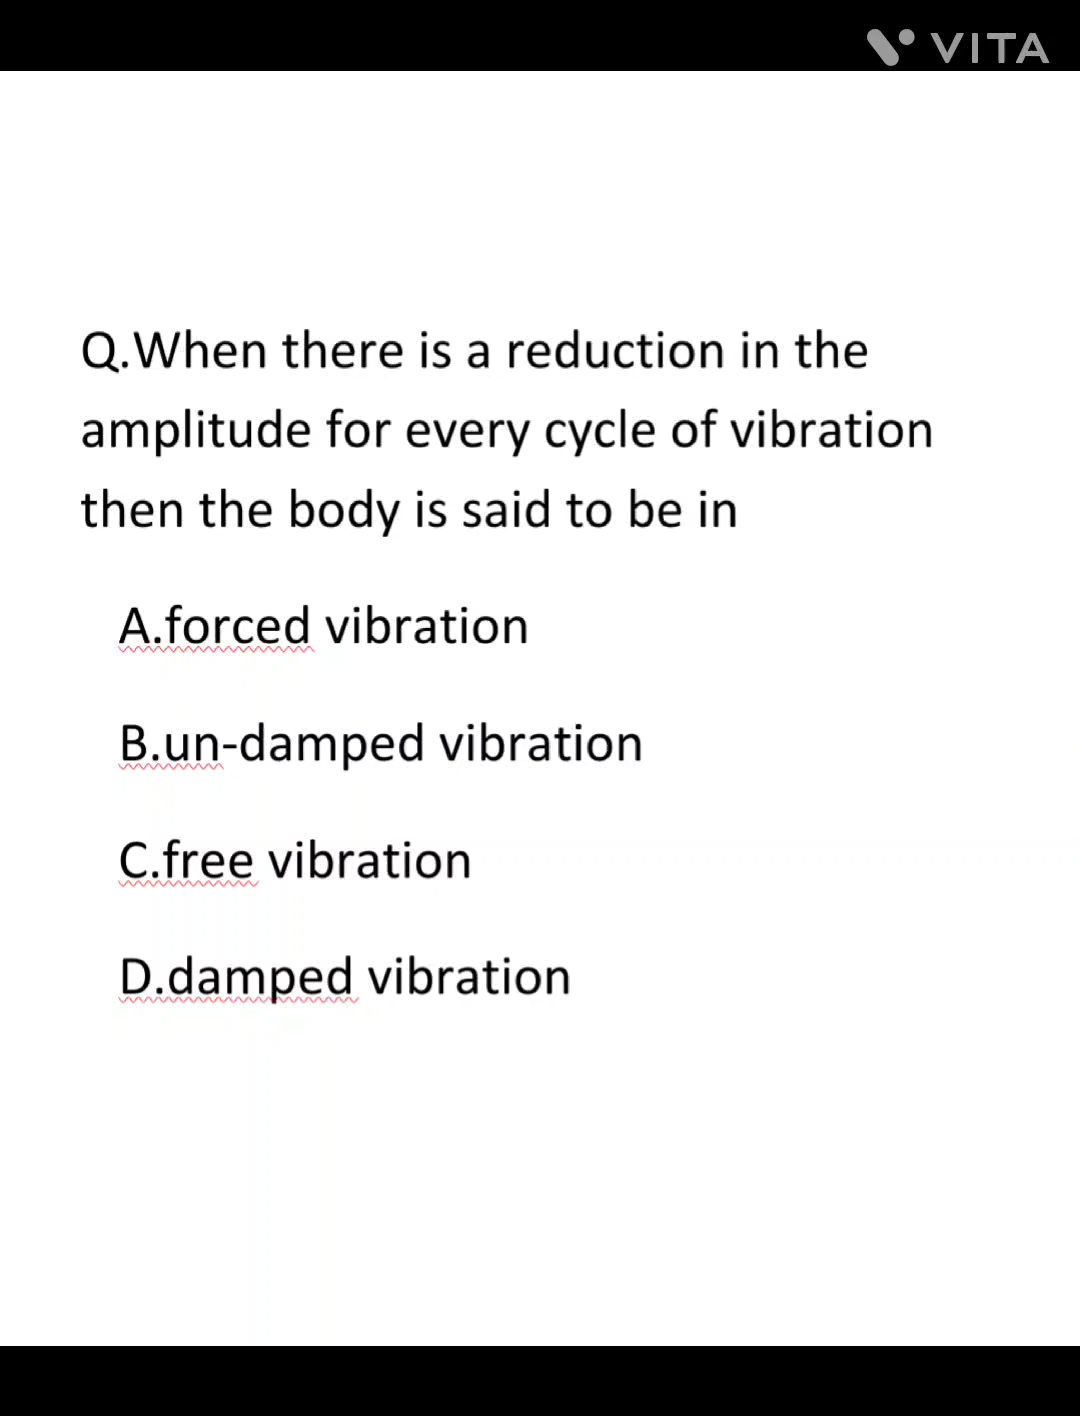 VITA
Q.When there is a reduction in the
amplitude for every cycle of vibration
then the body is said to be in
A.forced vibration
B.un-damped vibration
C.free vibration
D.damped vibration